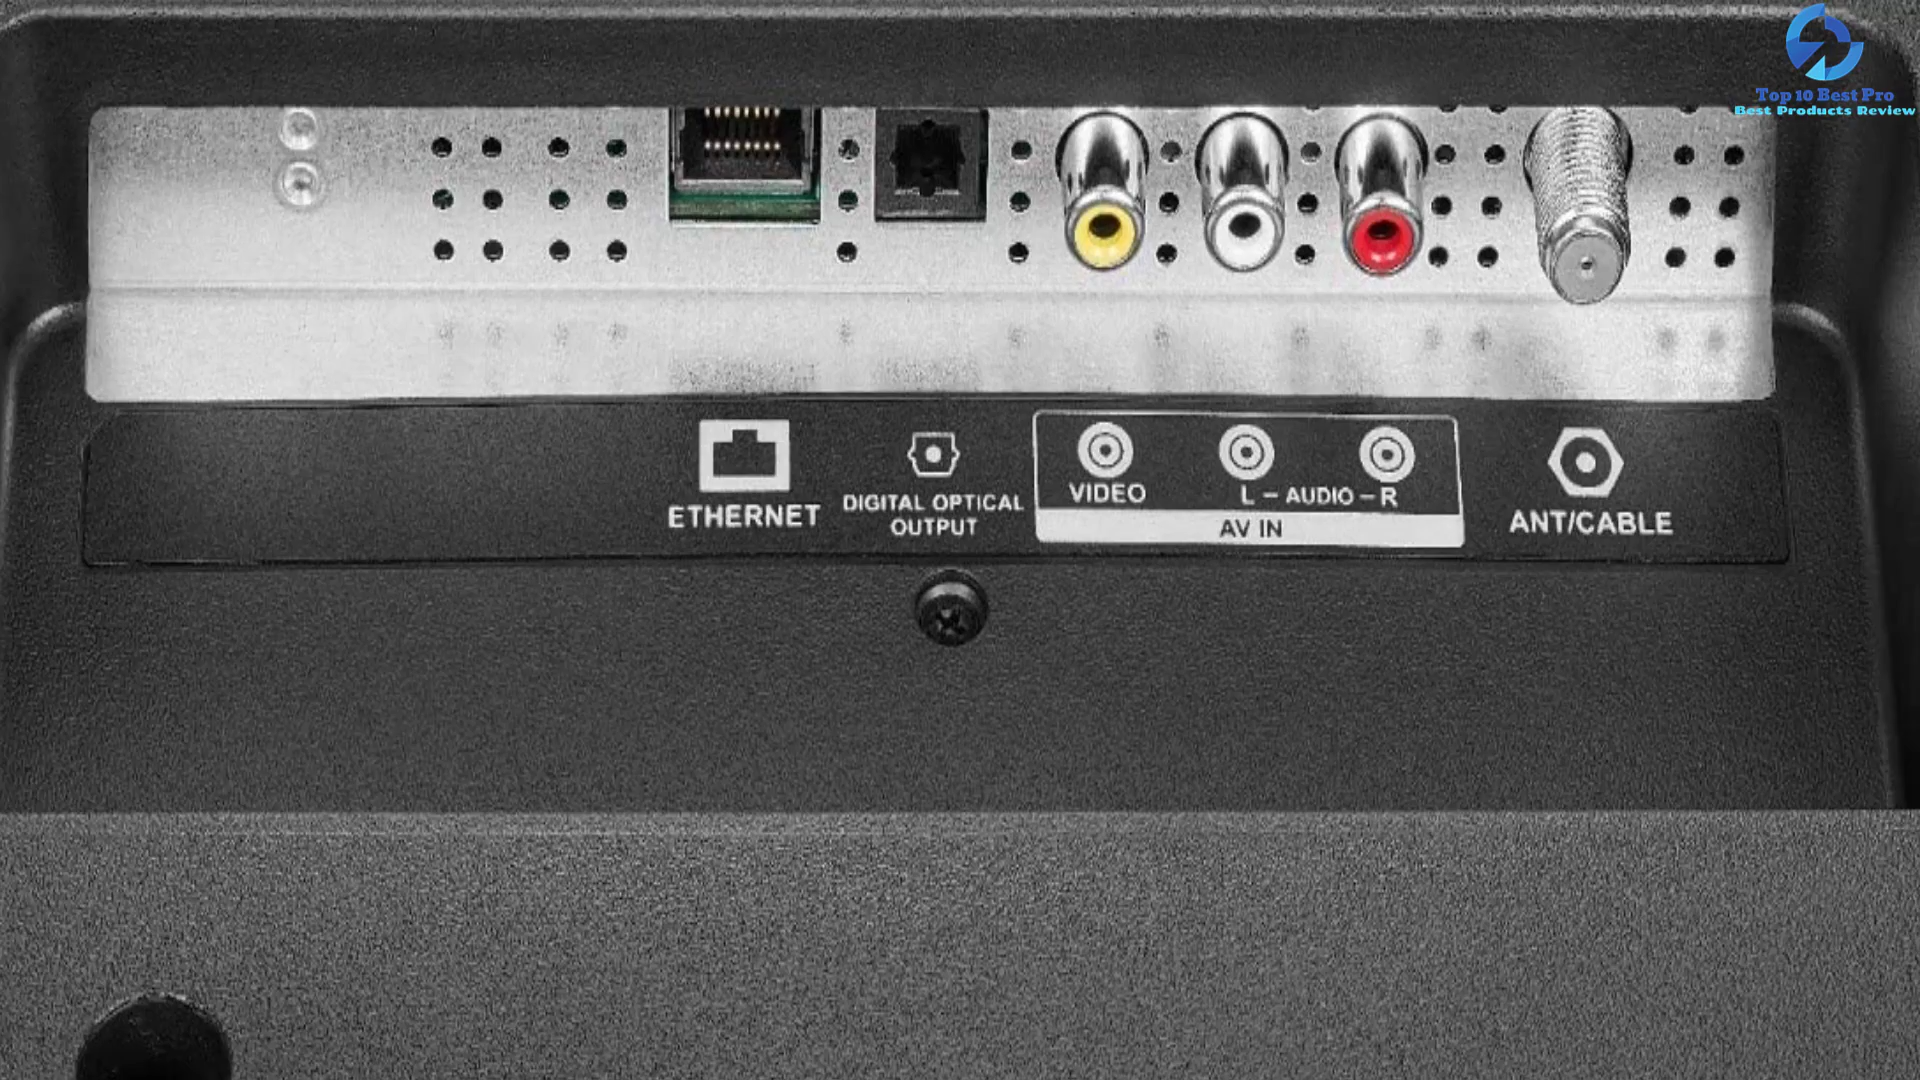 Top 10 Best Pro
Best Products Review
ETHERNET
DIGITAL OPTICAL
OUTPUT
VIDEO
L – AUDIO – R
AV IN
ANT/CABLE